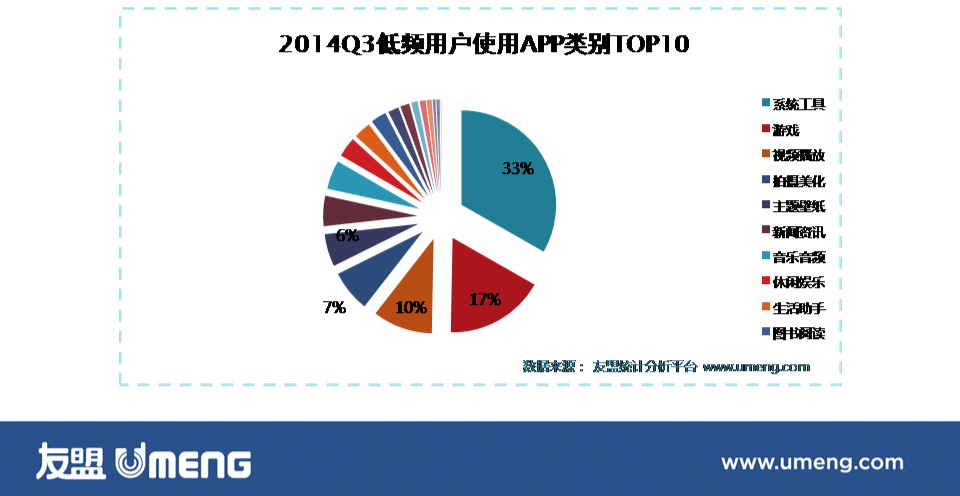 2014Q3低频用户使用APP类别TOP10
33%
17%
10%
7%
6%
系统工具
游戏
视频播放
拍摄美化
主题壁纸
新闻资讯
音乐音频
休闲娱乐
生活助手
图书阅读
数据来源： 友盟统计分析平台 www.umeng.com
友盟 UMENG
www.umeng.com